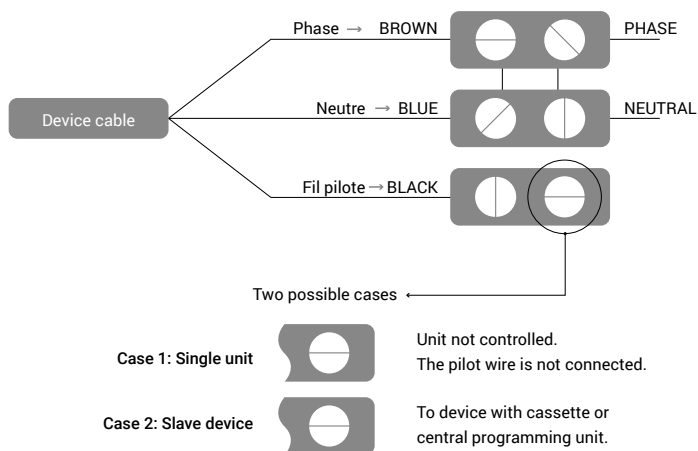 Phase → BROWN PHASE
Device cable
Neutre → BLUE NEUTRAL
Fil pilote → BLACK
Two possible cases
Case 1: Single unit
Unit not controlled.
The pilot wire is not connected.
Case 2: Slave device
To device with cassette or
central programming unit.